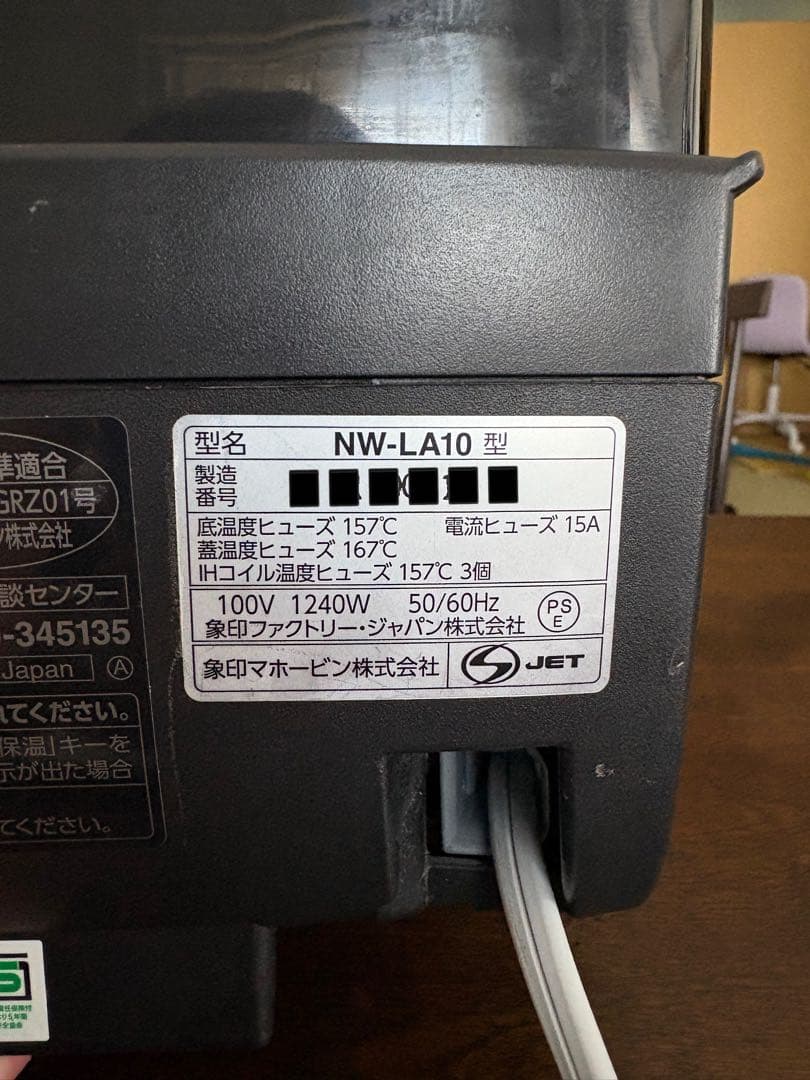 型名 NW-LA10 型
製造
番号
底温度ヒューズ 157℃ 電流ヒューズ 15A
蓋温度ヒューズ 167℃
IHコイル温度ヒューズ 157℃ 3個
100V 1240W 50/60Hz
PS
E
象印ファクトリー・ジャパン株式会社
象印マホービン株式会社 JET
準適合
GRZ01号
株式会社
談センター
-345135
Japan A
れてください。
保温」キーを
示が出た場合
てください。